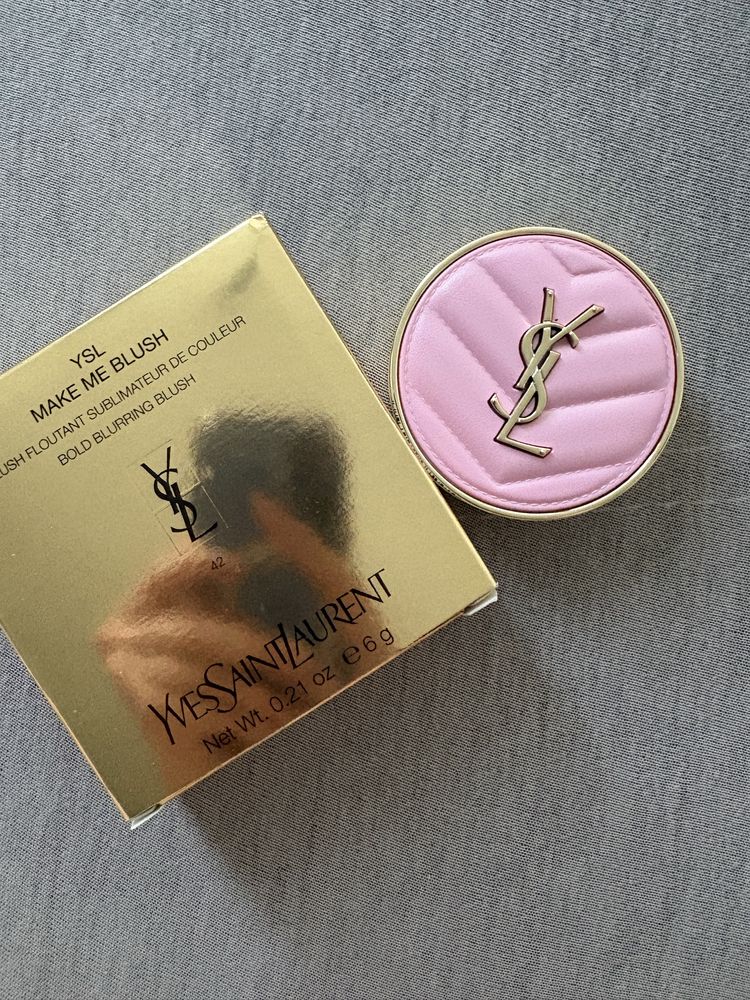 YSL
MAKE ME BLUSH
FLOUTANT SUBLIMATEUR DE COULEUR
BOLD BLURRING BLUSH
YSL
42
YVESSAINTLAURENT
Net Wt. 0.21 oz ℮ 6 g
YSL